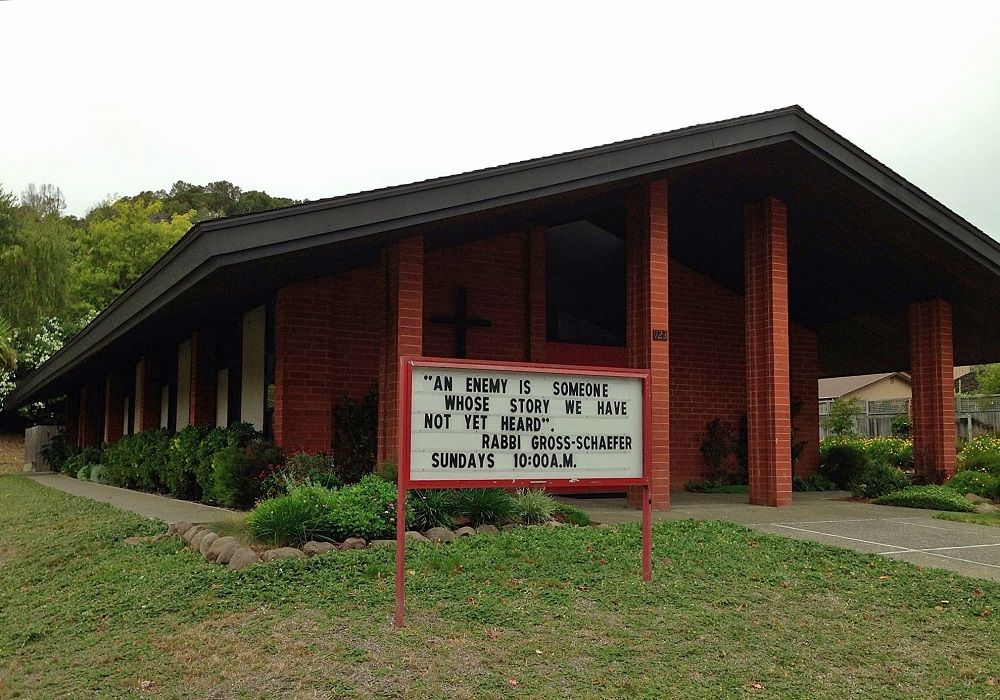 "AN ENEMY IS SOMEONE
WHOSE STORY WE HAVE
NOT YET HEARD".
RABBI GROSS-SCHAEFER
SUNDAYS 10:00A.M.